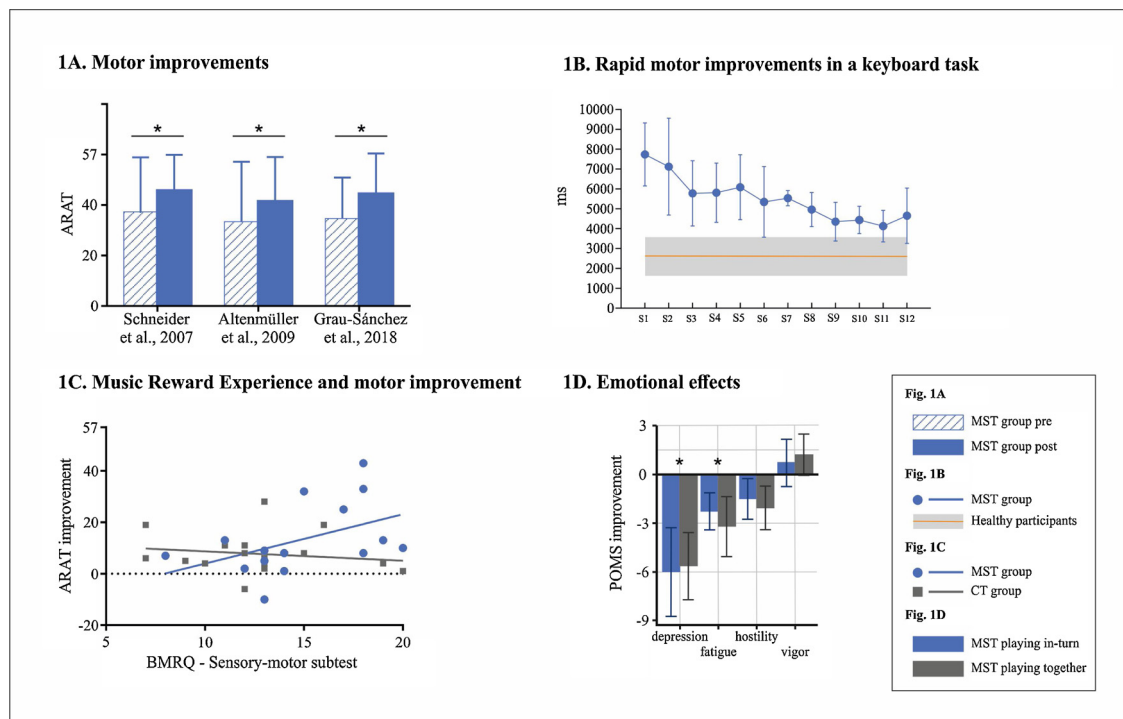 1A. Motor improvements
* * *
57
40
20
0
ARAT
Schneider et al., 2007
Altenmüller et al., 2009
Grau-Sánchez et al., 2018
1B. Rapid motor improvements in a keyboard task
10000
9000
8000
7000
6000
5000
4000
3000
2000
1000
ms
S1 S2 S3 S4 S5 S6 S7 S8 S9 S10 S11 S12
1C. Music Reward Experience and motor improvement
57
40
20
0
-20
ARAT improvement
5 10 15 20
BMRQ - Sensory-motor subtest
1D. Emotional effects
3
0
-3
-6
-9
POMS improvement
* *
depression hostility
fatigue vigor
Fig. 1A
MST group pre
MST group post
Fig. 1B
MST group
Healthy participants
Fig. 1C
MST group
CT group
Fig. 1D
MST playing in-turn
MST playing together